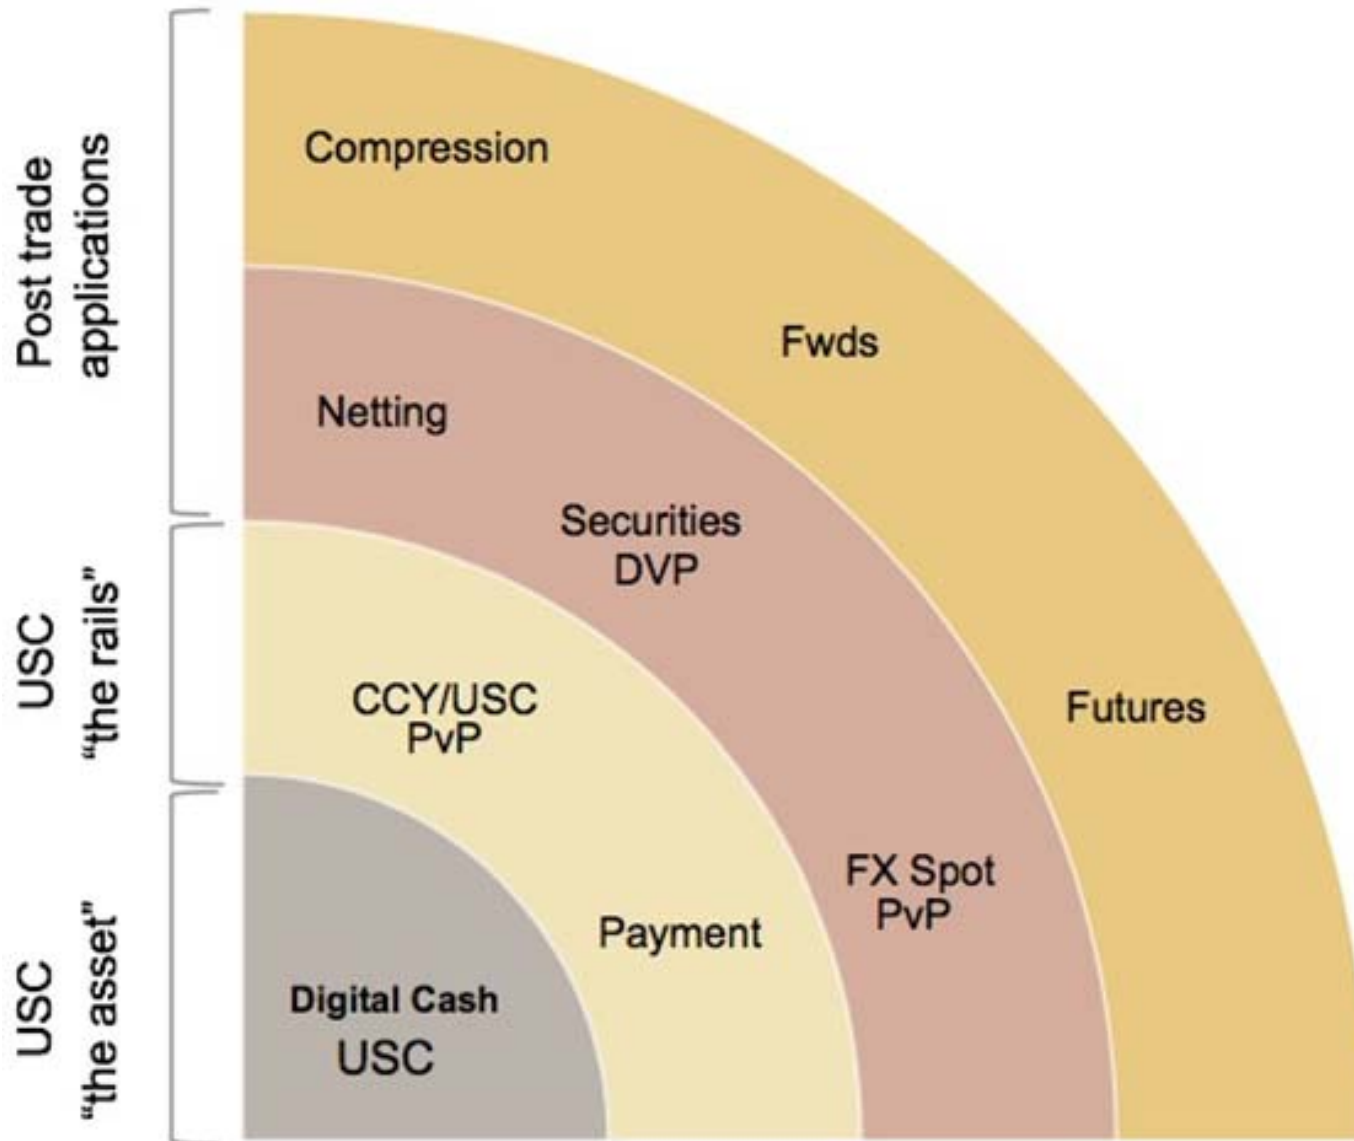 Post trade
applications
USC
“the rails”
USC
“the asset”
Compression
Fwds
Futures
Netting
Securities
DVP
FX Spot
PvP
CCY/USC
PvP
Payment
Digital Cash
USC